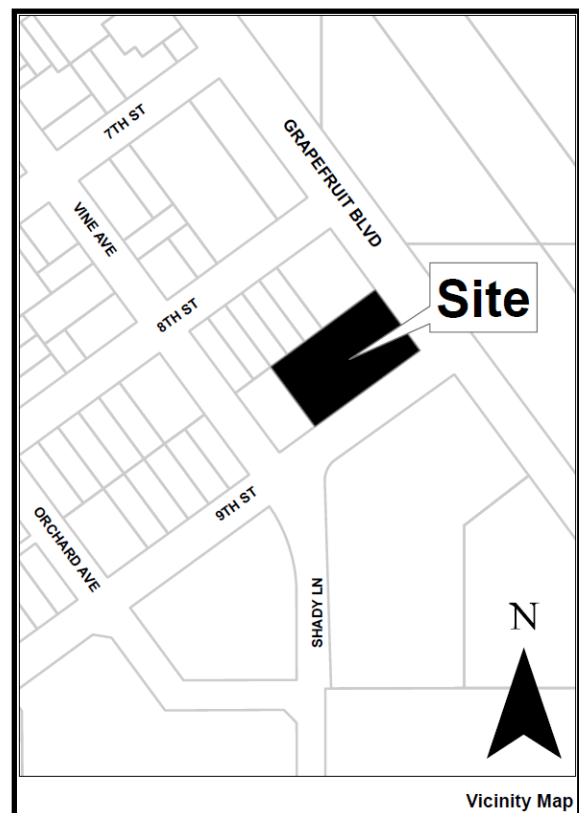 7TH ST
GRAPEFRUIT BLVD
VINE AVE
8TH ST
Site
9TH ST
ORCHARD AVE
SHADY LN
N
Vicinity Map